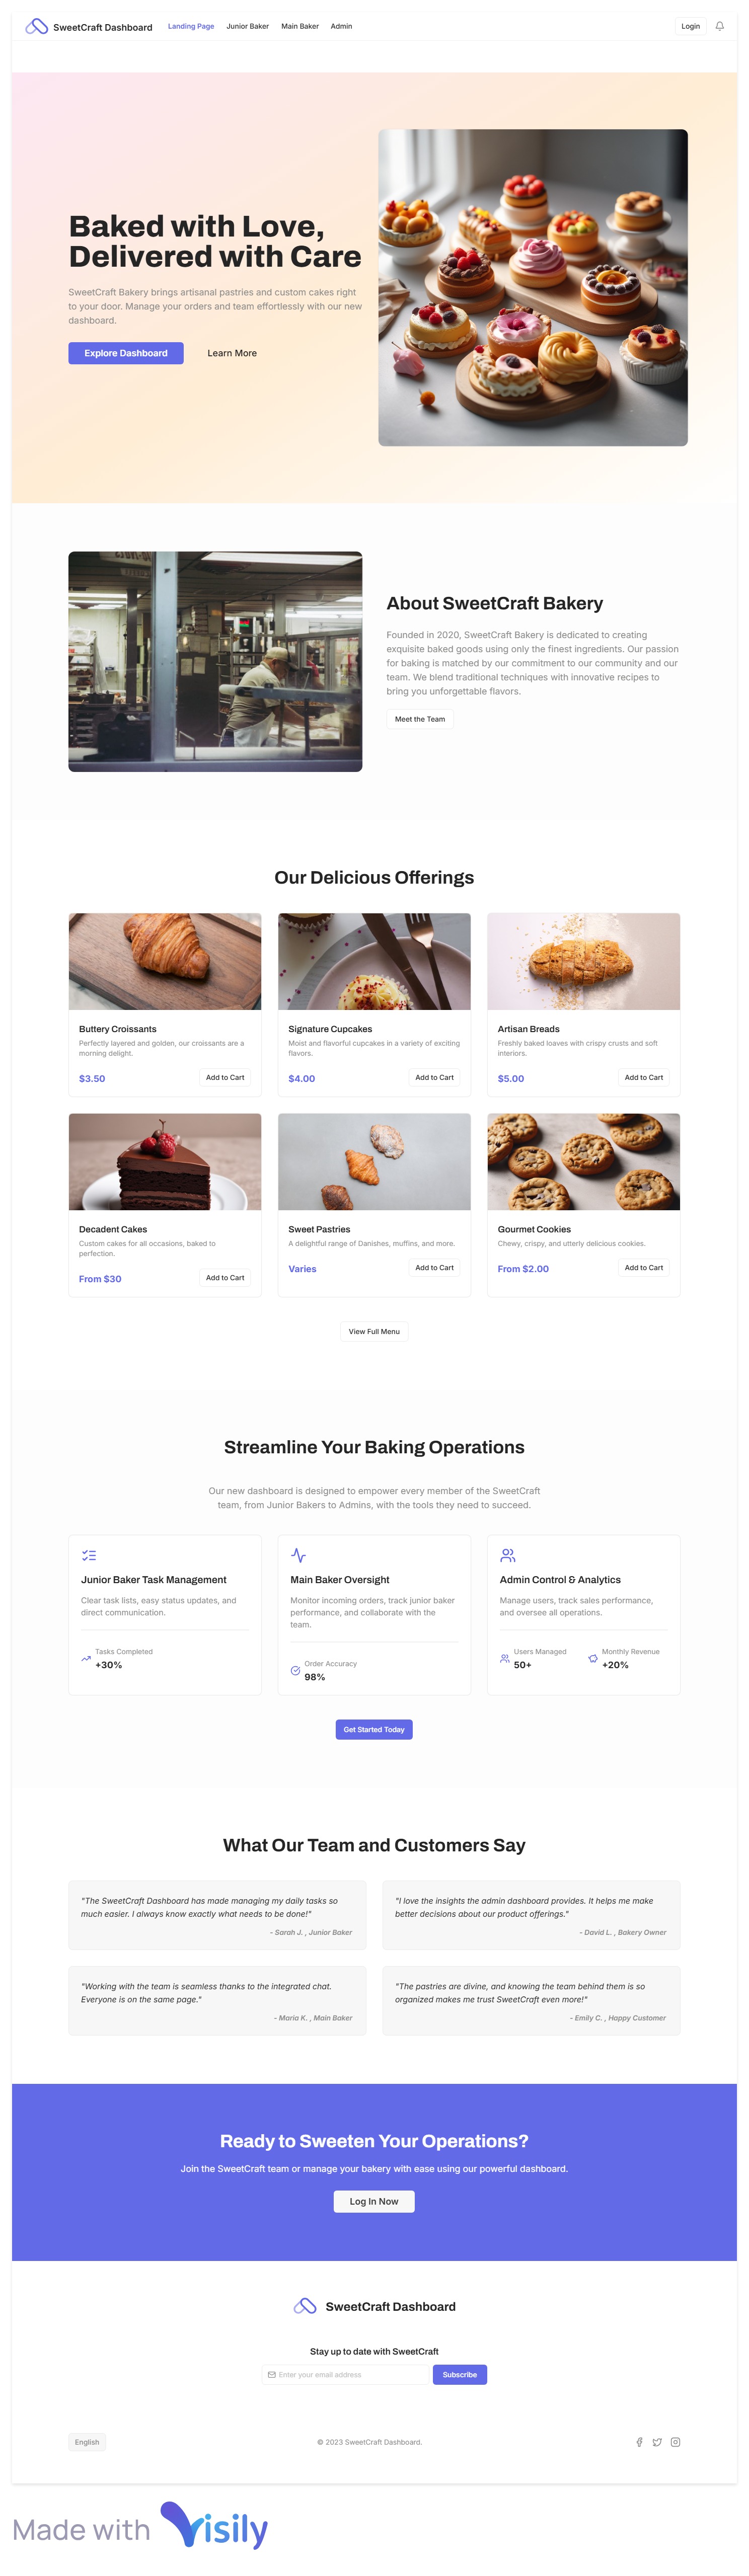 SweetCraft Dashboard
Landing Page
Junior Baker
Main Baker
Admin
Login
Baked with Love,
Delivered with Care
SweetCraft Bakery brings artisanal pastries and custom cakes right
to your door. Manage your orders and team effortlessly with our new
dashboard.
Explore Dashboard
Learn More
About SweetCraft Bakery
Founded in 2020, SweetCraft Bakery is dedicated to creating
exquisite baked goods using only the finest ingredients. Our passion
for baking is matched by our commitment to our community and our
team. We blend traditional techniques with innovative recipes to
bring you unforgettable flavors.
Meet the Team
Our Delicious Offerings
Buttery Croissants
Perfectly layered and golden, our croissants are a
morning delight.
$3.50
Add to Cart
Signature Cupcakes
Moist and flavorful cupcakes in a variety of exciting
flavors.
$4.00
Add to Cart
Artisan Breads
Freshly baked loaves with crispy crusts and soft
interiors.
$5.00
Add to Cart
Decadent Cakes
Custom cakes for all occasions, baked to
perfection.
From $30
Add to Cart
Sweet Pastries
A delightful range of Danishes, muffins, and more.
Varies
Add to Cart
Gourmet Cookies
Chewy, crispy, and utterly delicious cookies.
From $2.00
Add to Cart
View Full Menu
Streamline Your Baking Operations
Our new dashboard is designed to empower every member of the SweetCraft
team, from Junior Bakers to Admins, with the tools they need to succeed.
Junior Baker Task Management
Clear task lists, easy status updates, and
direct communication.
Tasks Completed
+30%
Main Baker Oversight
Monitor incoming orders, track junior baker
performance, and collaborate with the
team.
Order Accuracy
98%
Admin Control & Analytics
Manage users, track sales performance,
and oversee all operations.
Users Managed
50+
Monthly Revenue
+20%
Get Started Today
What Our Team and Customers Say
"The SweetCraft Dashboard has made managing my daily tasks so
much easier. I always know exactly what needs to be done!"
- Sarah J. , Junior Baker
"I love the insights the admin dashboard provides. It helps me make
better decisions about our product offerings."
- David L. , Bakery Owner
"Working with the team is seamless thanks to the integrated chat.
Everyone is on the same page."
- Maria K. , Main Baker
"The pastries are divine, and knowing the team behind them is so
organized makes me trust SweetCraft even more!"
- Emily C. , Happy Customer
Ready to Sweeten Your Operations?
Join the SweetCraft team or manage your bakery with ease using our powerful dashboard.
Log In Now
SweetCraft Dashboard
Stay up to date with SweetCraft
Enter your email address
Subscribe
English
© 2023 SweetCraft Dashboard.
Made with Visily